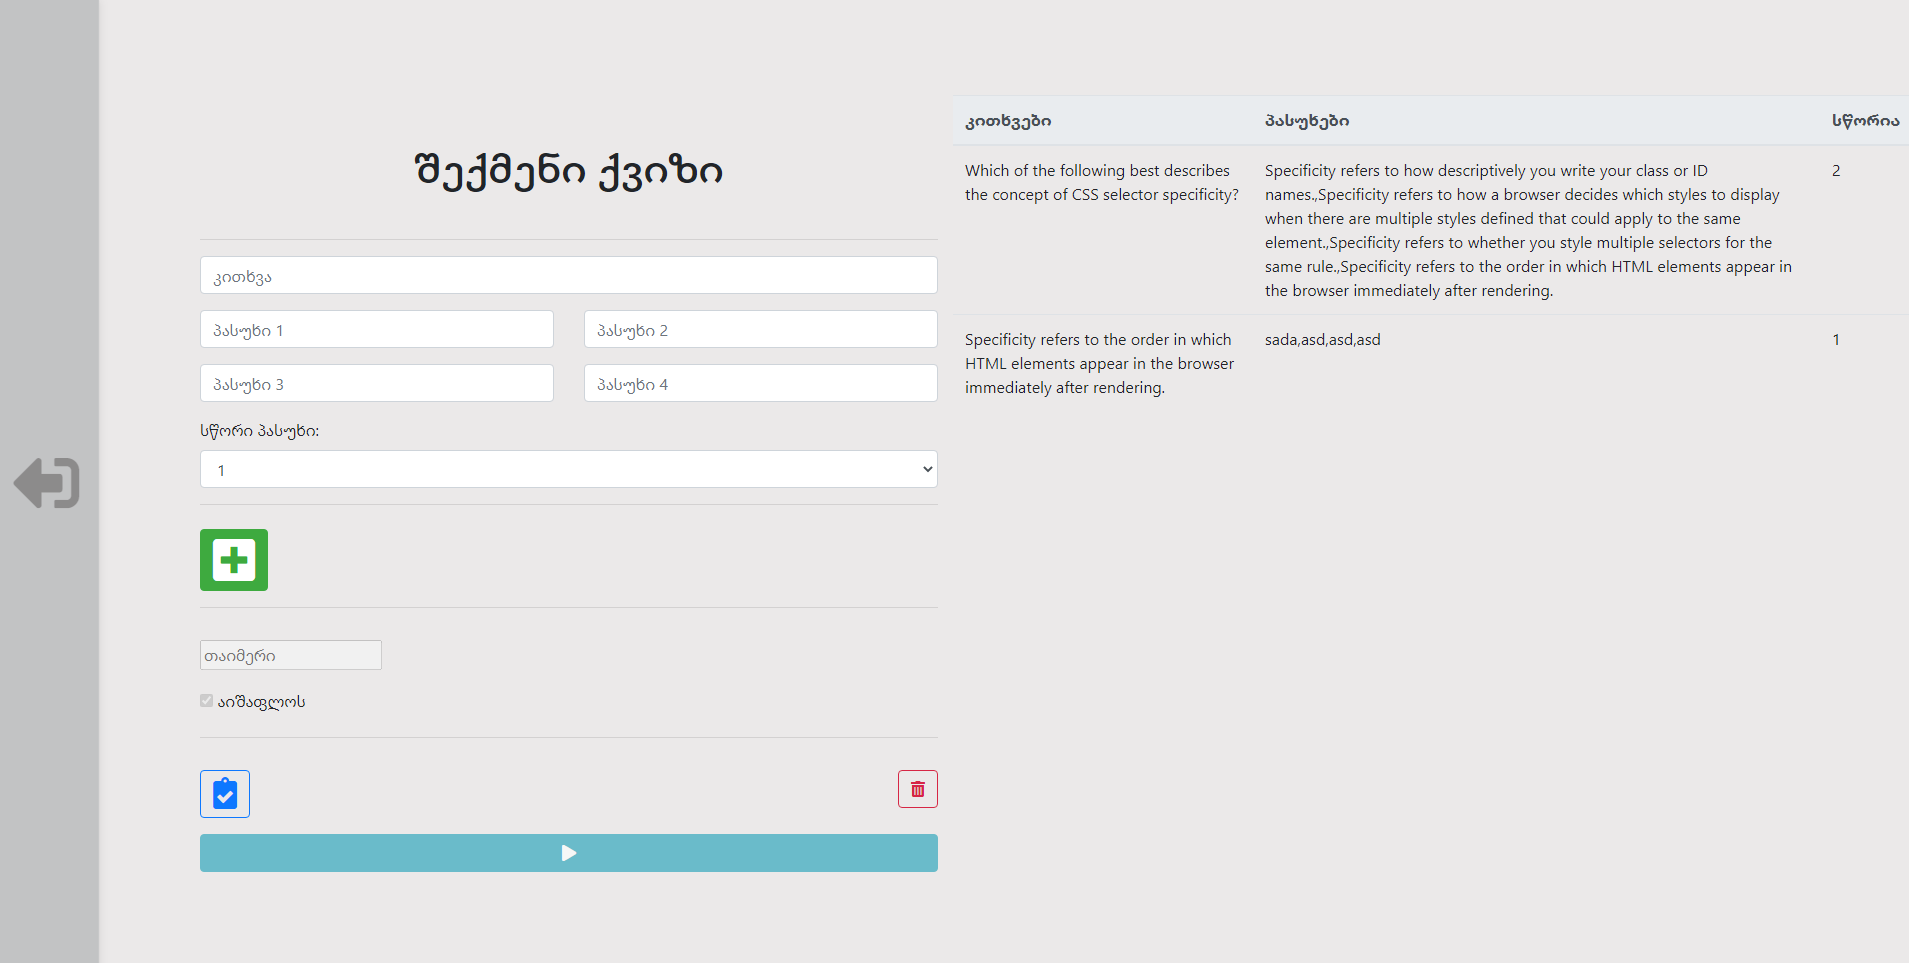 შექმენი ქვიზი
კითხვა
პასუხი 1
პასუხი 2
პასუხი 3
პასუხი 4
სწორი პასუხი:
1
თაიმერი
აიშაფლოს
კითხვები
პასუხები
სწორია
Which of the following best describes
the concept of CSS selector specificity?
Specificity refers to how descriptively you write your class or ID
names.,Specificity refers to how a browser decides which styles to display
when there are multiple styles defined that could apply to the same
element.,Specificity refers to whether you style multiple selectors for the
same rule.,Specificity refers to the order in which HTML elements appear in
the browser immediately after rendering.
2
Specificity refers to the order in which
HTML elements appear in the browser
immediately after rendering.
sada,asd,asd,asd
1